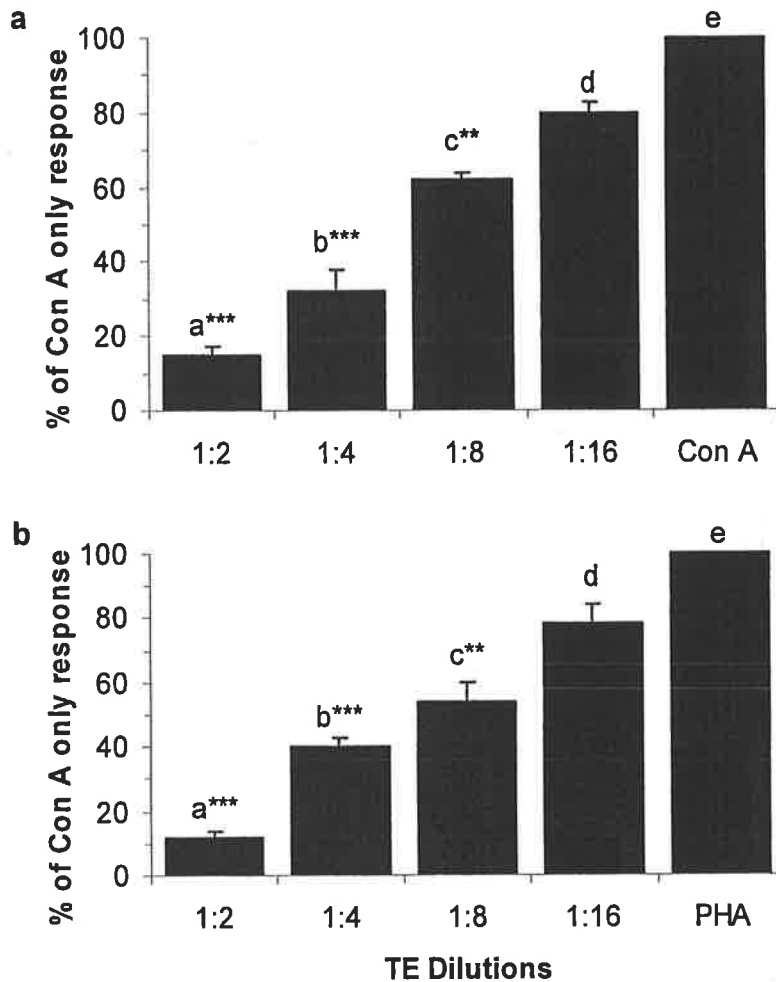 a
% of Con A only response
100
80
60
40
20
0
a***
b***
c**
d
e
1:2 1:4 1:8 1:16 Con A
b
% of Con A only response
100
80
60
40
20
0
a***
b***
c**
d
e
1:2 1:4 1:8 1:16 PHA
TE Dilutions